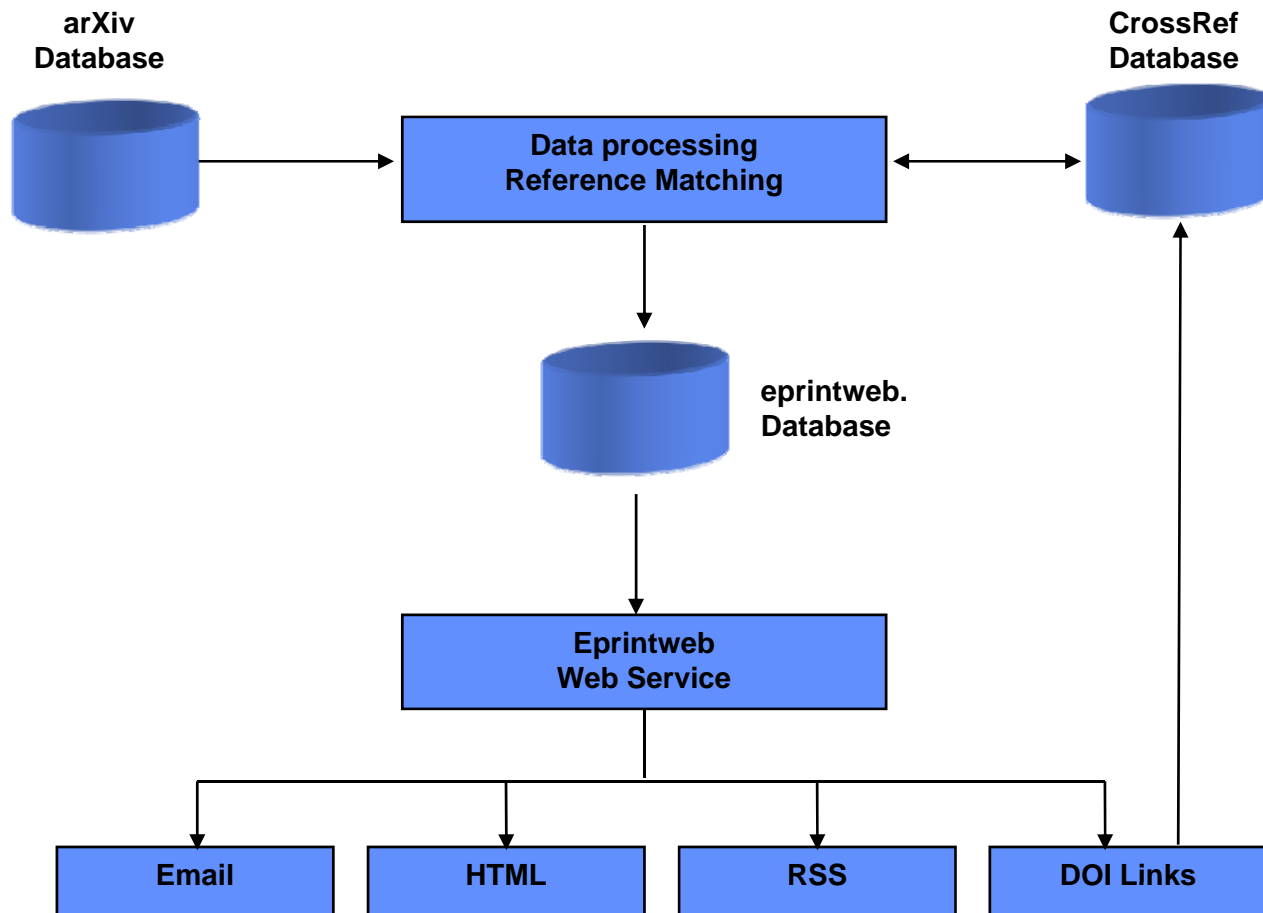 arXiv
Database
CrossRef
Database
Data processing
Reference Matching
eprintweb.
Database
Eprintweb
Web Service
Email
HTML
RSS
DOI Links